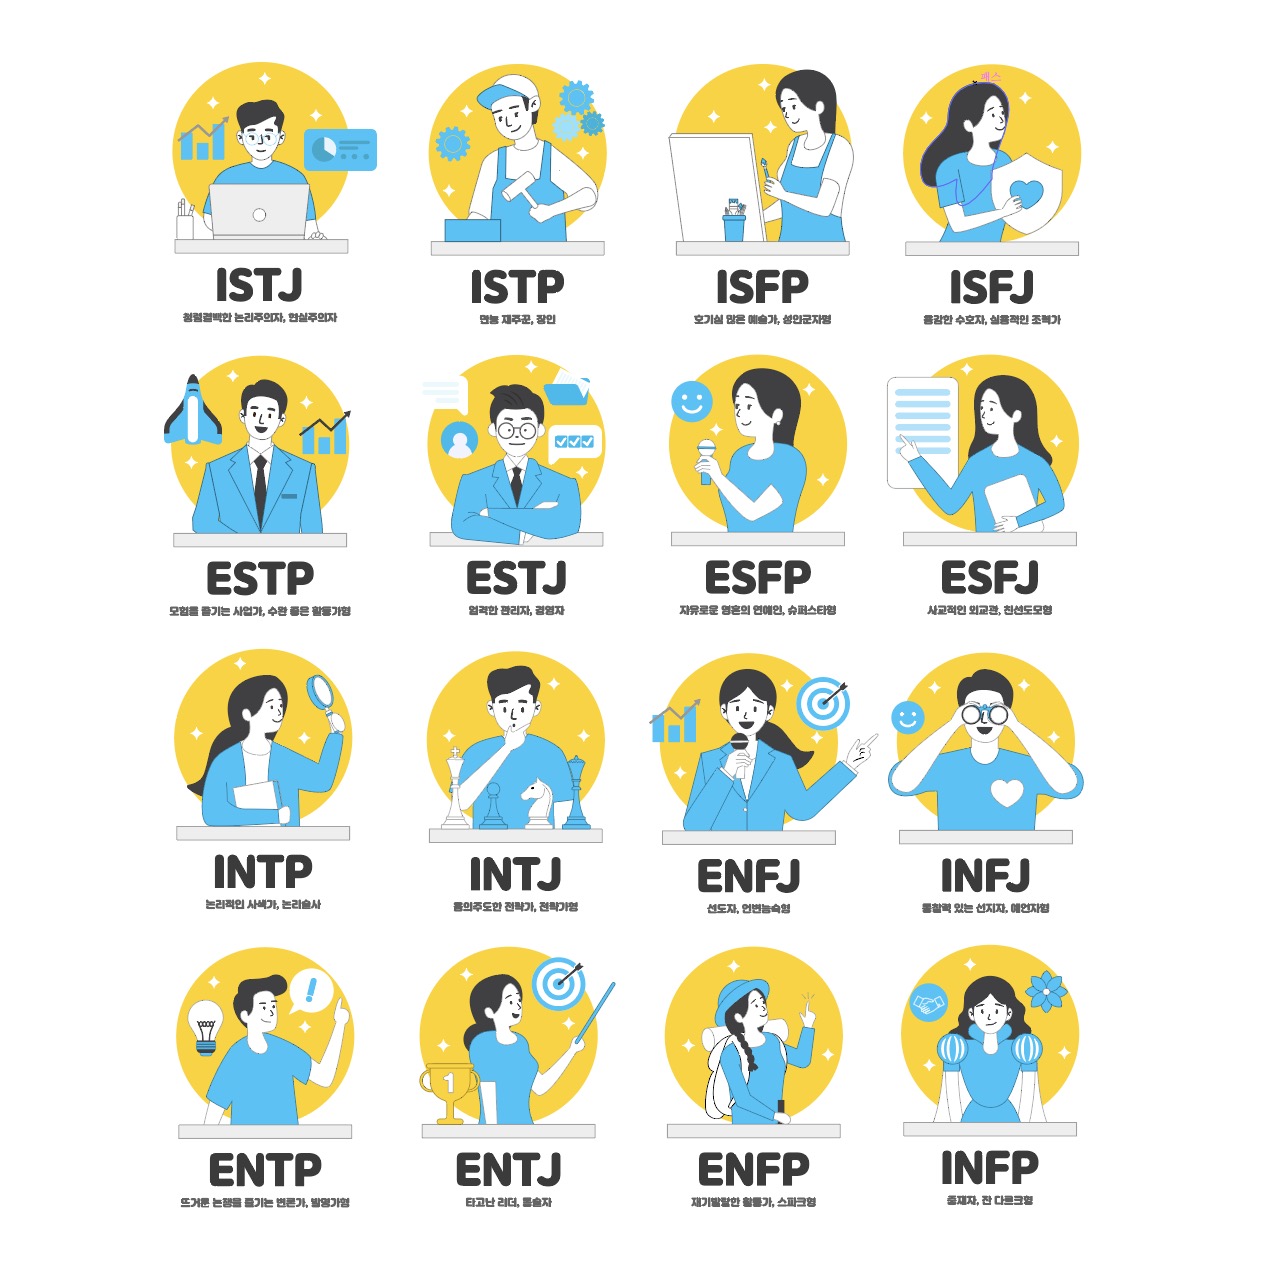 패스
ISTJ
청렴결백한 논리주의자, 현실주의자
ISTP
만능 재주꾼, 장인
ISFP
호기심 많은 예술가, 성인군자형
ISFJ
용감한 수호자, 실용적인 조력가
ESTP
모험을 즐기는 사업가, 수완 좋은 활동가형
ESTJ
엄격한 관리자, 경영자
ESFP
자유로운 영혼의 연예인, 슈퍼스타형
ESFJ
사교적인 외교관, 친선도모형
INTP
논리적인 사색가, 논리술사
INTJ
용의주도한 전략가, 전략가형
ENFJ
선도자, 언변능숙형
INFJ
통찰력 있는 선지자, 예언자형
ENTP
뜨거운 논쟁을 즐기는 변론가, 발명가형
1
ENTJ
타고난 리더, 통솔자
ENFP
재기발랄한 활동가, 스파크형
INFP
중재자, 잔 다르크형